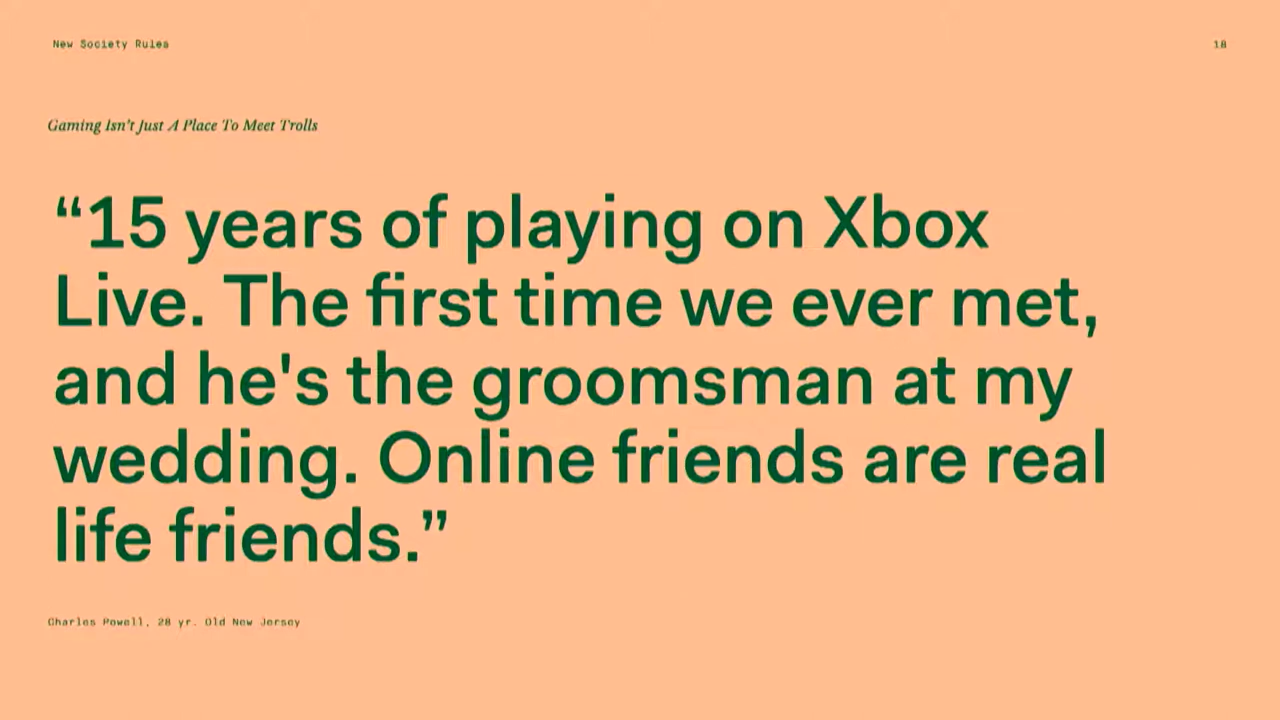 New Society Rules
18
Gaming Isn’t Just A Place To Meet Trolls
“15 years of playing on Xbox
Live. The first time we ever met,
and he's the groomsman at my
wedding. Online friends are real
life friends.”
Charles Powell, 28 yr. Old New Jersey